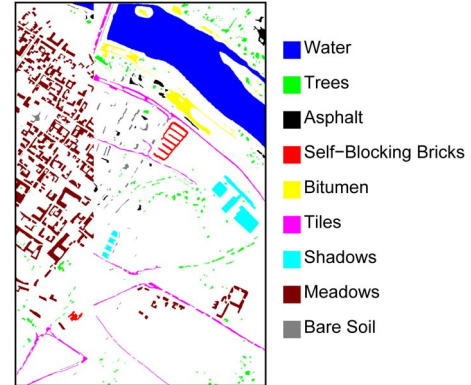 Water
Trees
Asphalt
Self-Blocking Bricks
Bitumen
Tiles
Shadows
Meadows
Bare Soil